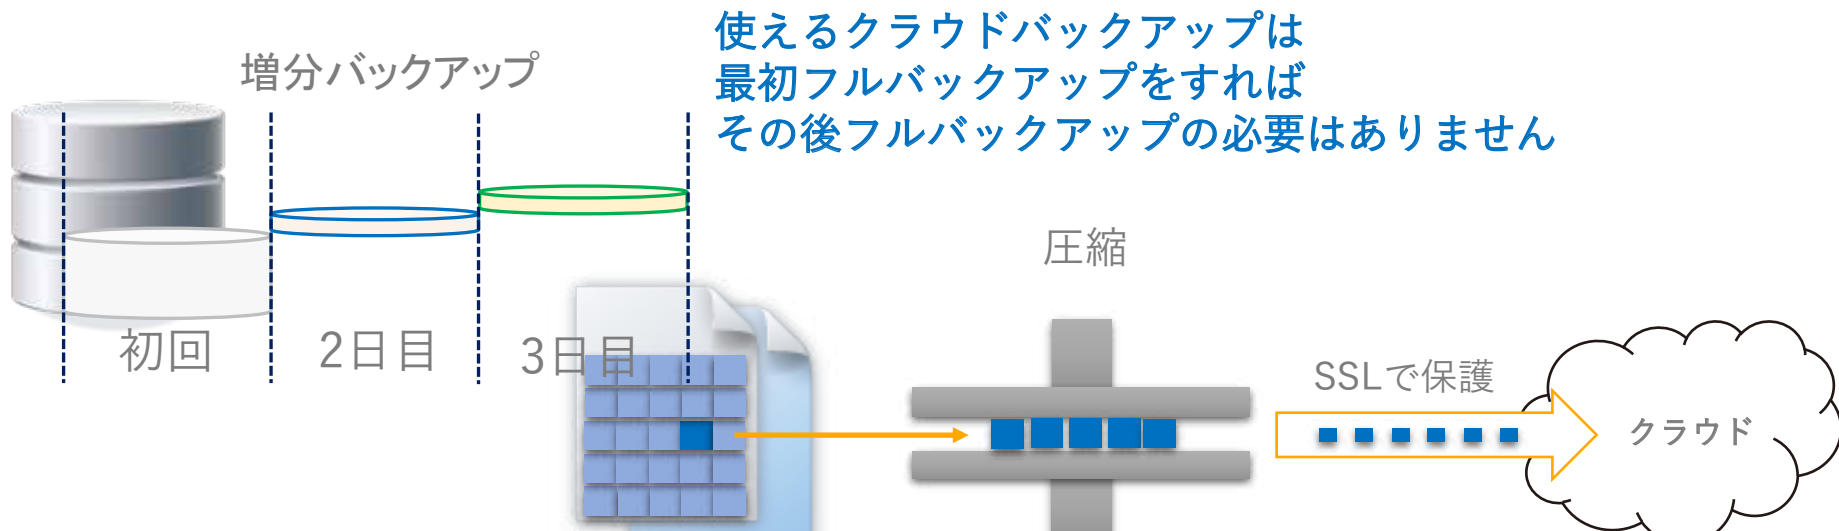 増分バックアップ
使えるクラウドバックアップは
最初フルバックアップをすれば
その後フルバックアップの必要はありません
初回
2日目
3日目
圧縮
SSLで保護
クラウド